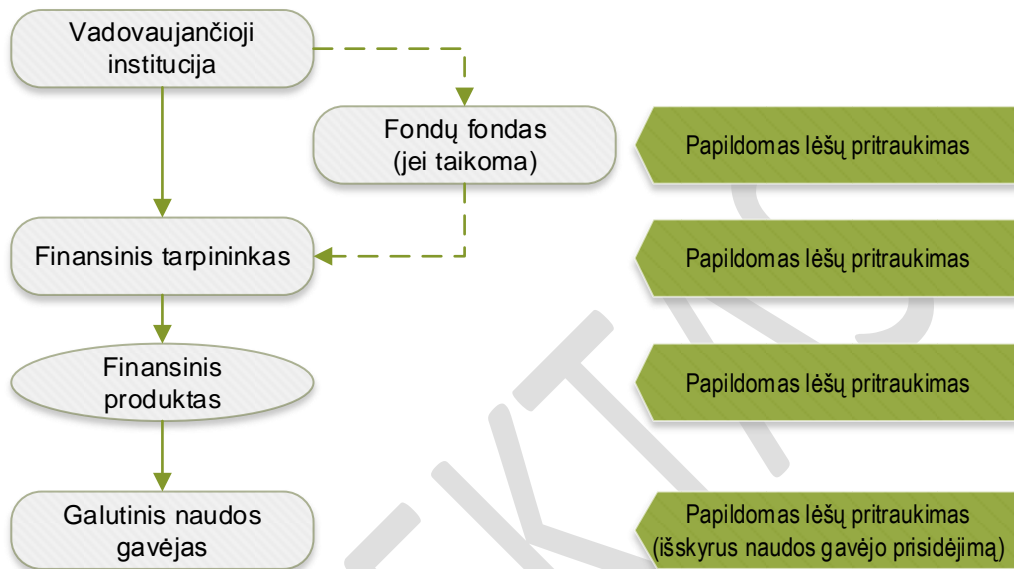 Vadovaujančioji
institucija
Fondų fondas
(jei taikoma)
Papildomas lėšų pritraukimas
Finansinis tarpininkas
Papildomas lėšų pritraukimas
Finansinis
produktas
Papildomas lėšų pritraukimas
Galutinis naudos
gavėjas
Papildomas lėšų pritraukimas
(išskyrus naudos gavėjo prisidėjimą)